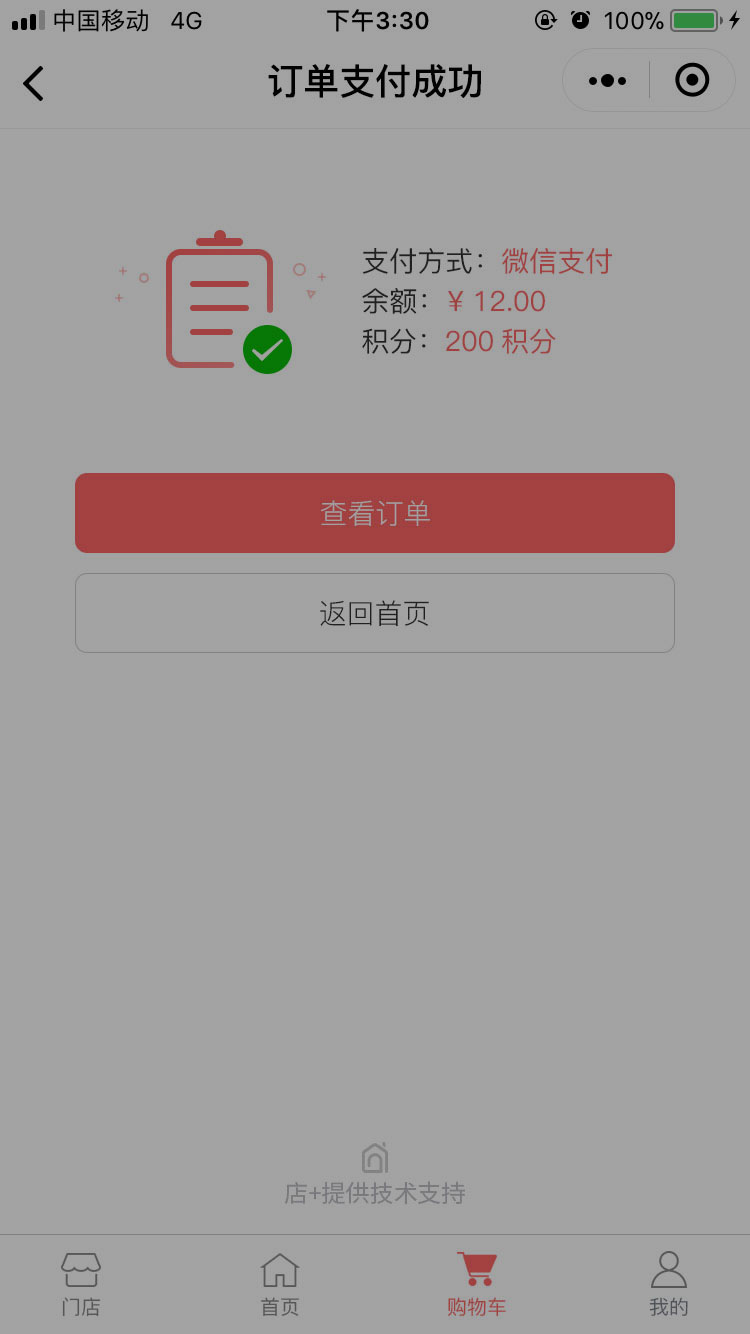 中国移动 4G 下午3:30 100%
订单支付成功
支付方式：微信支付
余额：¥ 12.00
积分：200 积分
查看订单
返回首页
店+提供技术支持
门店 首页 购物车 我的